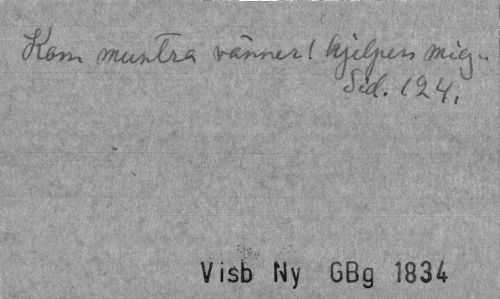 Kom muntra vänner! hjelpen mig..
Sid. 124.
Visb Ny GBg 1834